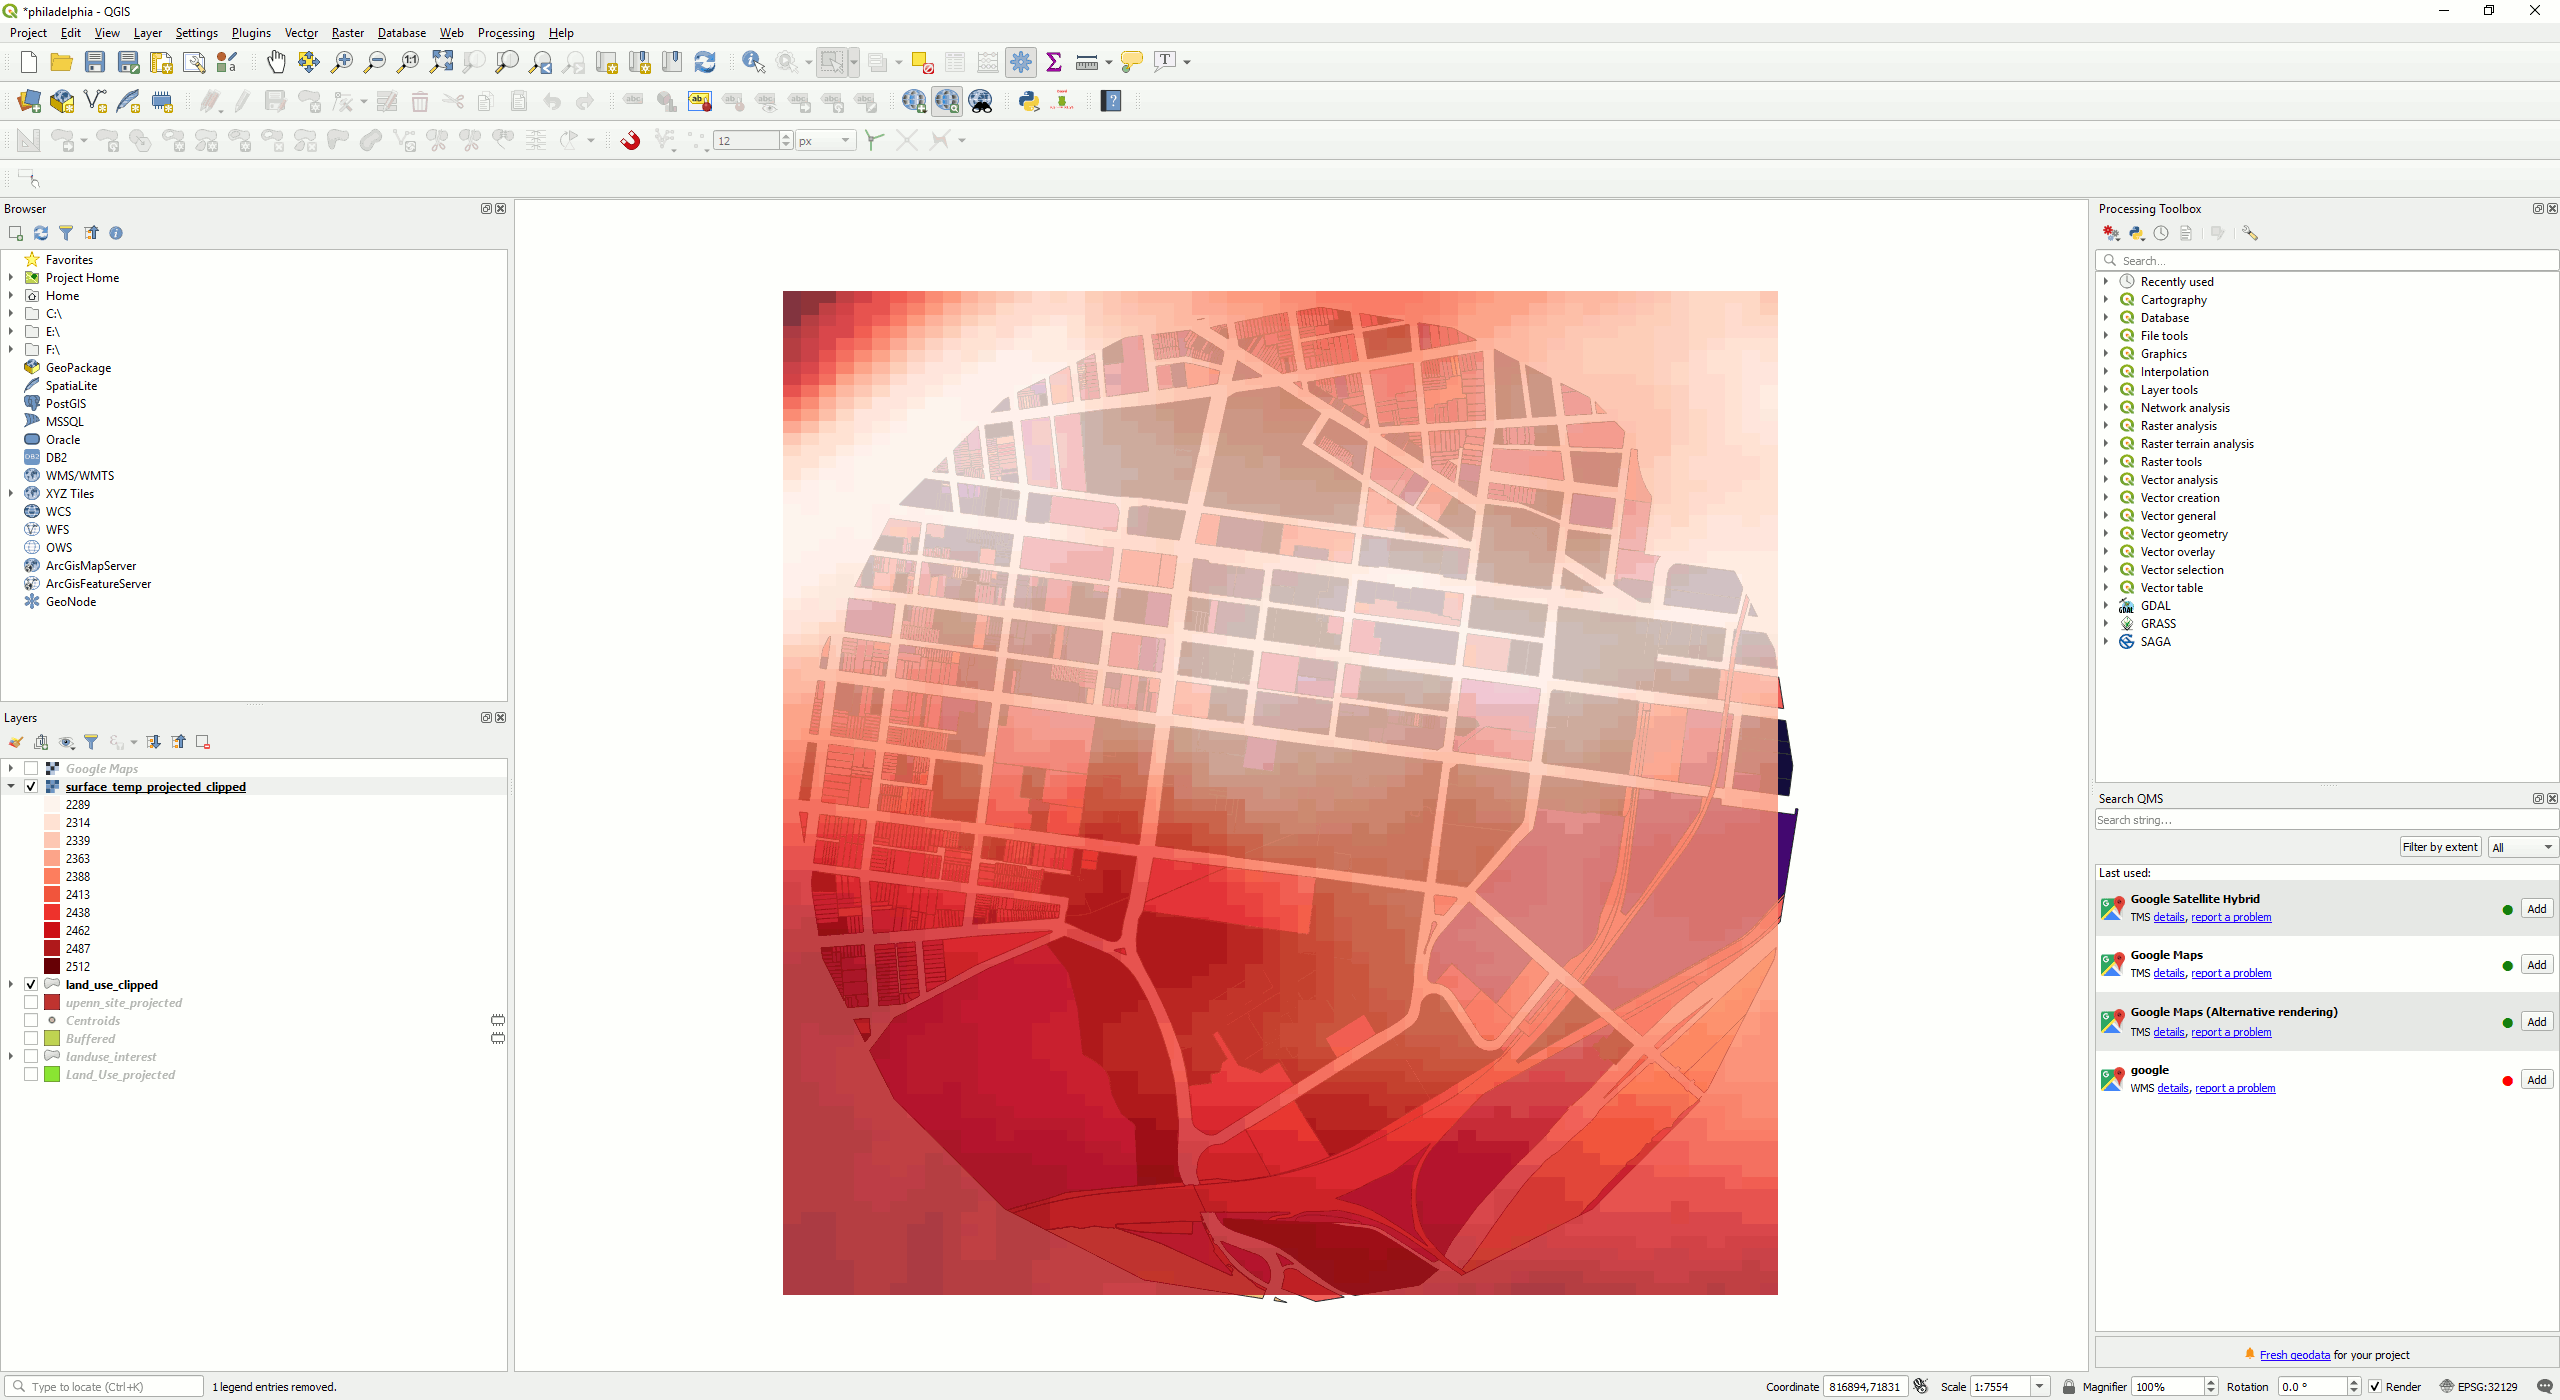 *philadelphia - QGIS
Project Edit View Layer Settings Plugins Vector Raster Database Web Processing Help
12 px
Browser
Favorites
Project Home
Home
C:\
E:\
F:\
GeoPackage
SpatiaLite
PostGIS
MSSQL
Oracle
DB2
WMS/WMTS
XYZ Tiles
WCS
WFS
OWS
ArcGisMapServer
ArcGisFeatureServer
GeoNode
Layers
Google Maps
surface_temp_projected_clipped
2289
2314
2339
2363
2388
2413
2438
2462
2487
2512
land_use_clipped
upenn_site_projected
Centroids
Buffered
landuse_interest
Land_Use_projected
Processing Toolbox
Search...
Recently used
Cartography
Database
File tools
Graphics
Interpolation
Layer tools
Network analysis
Raster analysis
Raster terrain analysis
Raster tools
Vector analysis
Vector creation
Vector general
Vector geometry
Vector overlay
Vector selection
Vector table
GDAL
GRASS
SAGA
Search QMS
Search string...
Filter by extent All
Last used:
Google Satellite Hybrid
TMS details, report a problem Add
Google Maps
TMS details, report a problem Add
Google Maps (Alternative rendering)
TMS details, report a problem Add
google
WMS details, report a problem Add
Fresh geodata for your project
Type to locate (Ctrl+K) 1 legend entries removed. Coordinate 816894,71831 Scale 1:7554 Magnifier 100% Rotation 0.0 ° Render EPSG:32129